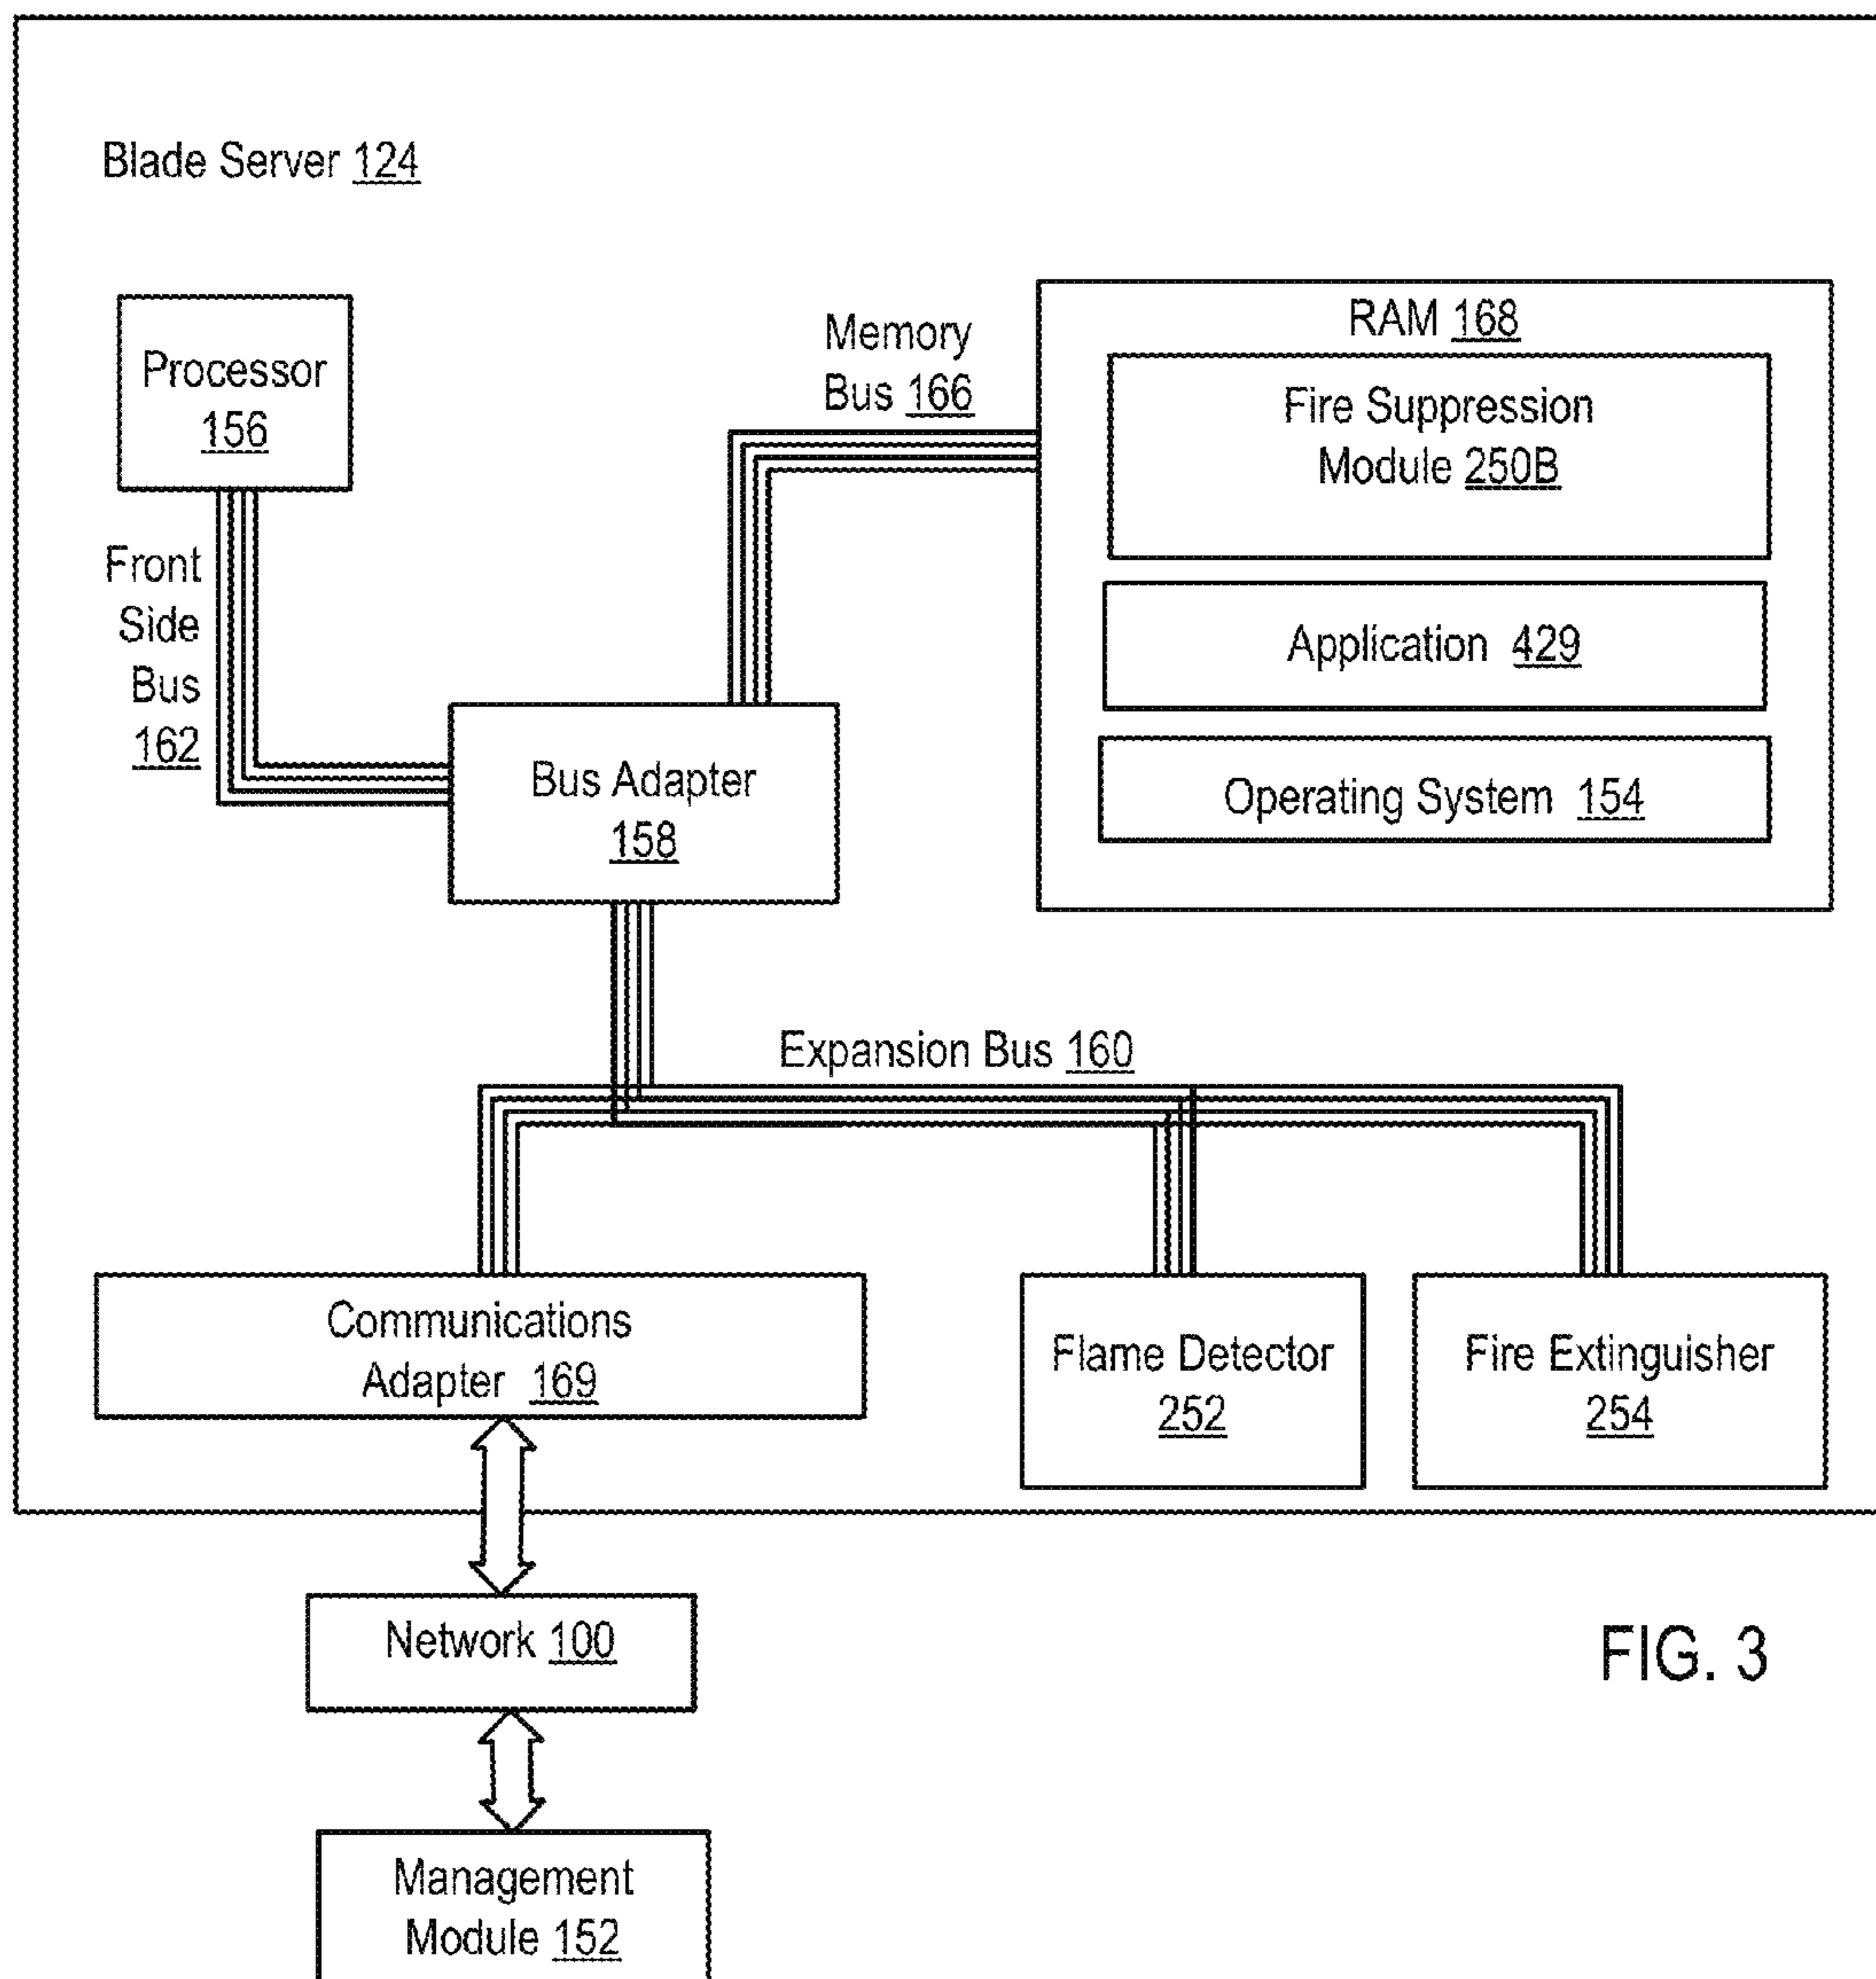 Blade Server 124
Processor
156
Front
Side
Bus
162
Memory
Bus 166
RAM 168
Fire Suppression
Module 250B
Application 429
Operating System 154
Bus Adapter
158
Expansion Bus 160
Communications
Adapter 169
Flame Detector
252
Fire Extinguisher
254
Network 100
Management
Module 152
FIG. 3